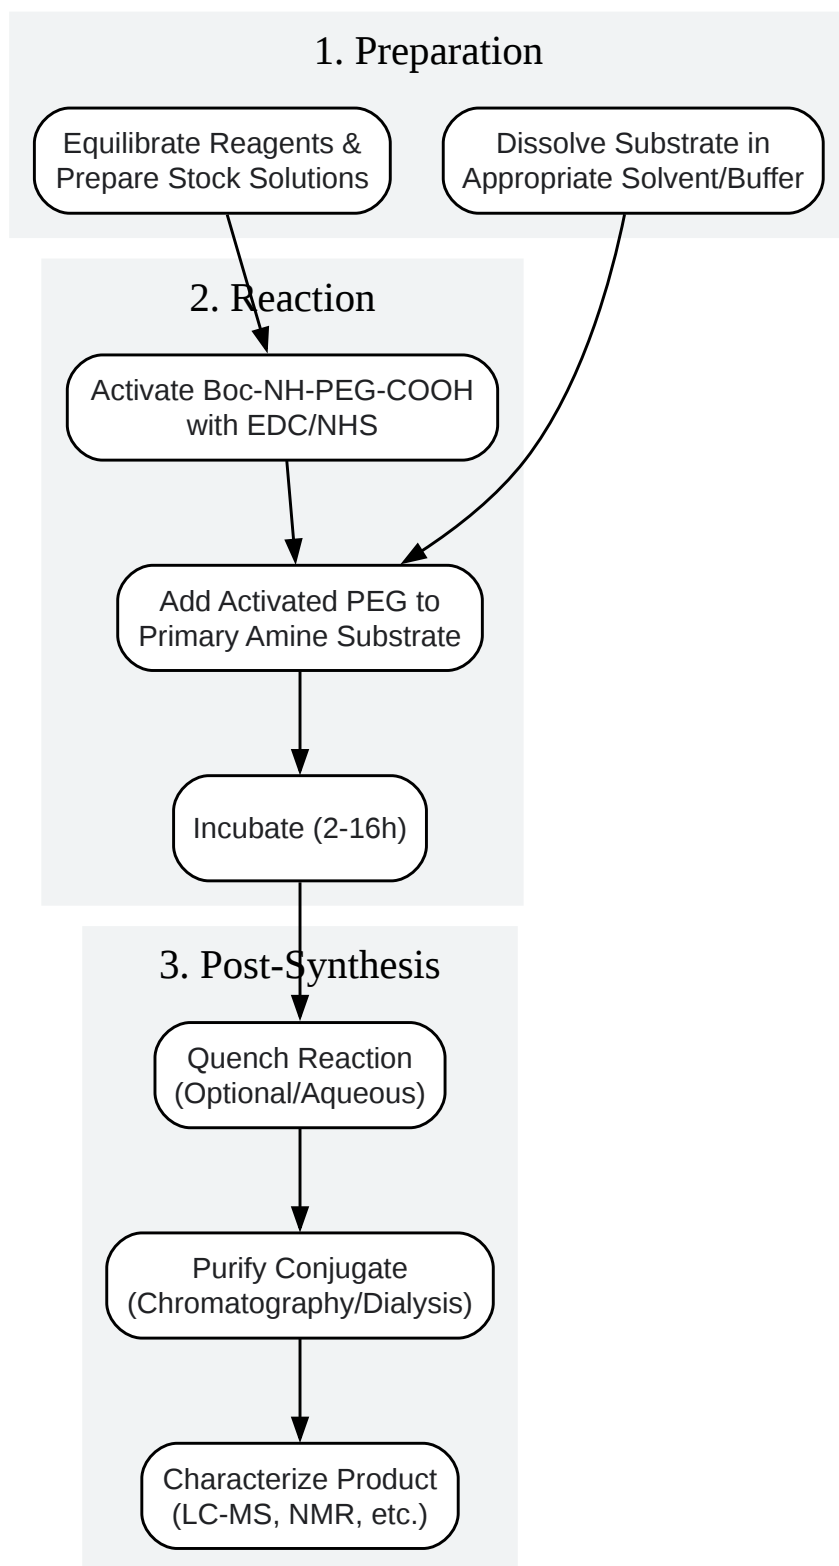 1. Preparation
Equilibrate Reagents &
Prepare Stock Solutions
Dissolve Substrate in
Appropriate Solvent/Buffer
2. Reaction
Activate Boc-NH-PEG-COOH
with EDC/NHS
Add Activated PEG to
Primary Amine Substrate
Incubate (2-16h)
3. Post-Synthesis
Quench Reaction
(Optional/Aqueous)
Purify Conjugate
(Chromatography/Dialysis)
Characterize Product
(LC-MS, NMR, etc.)